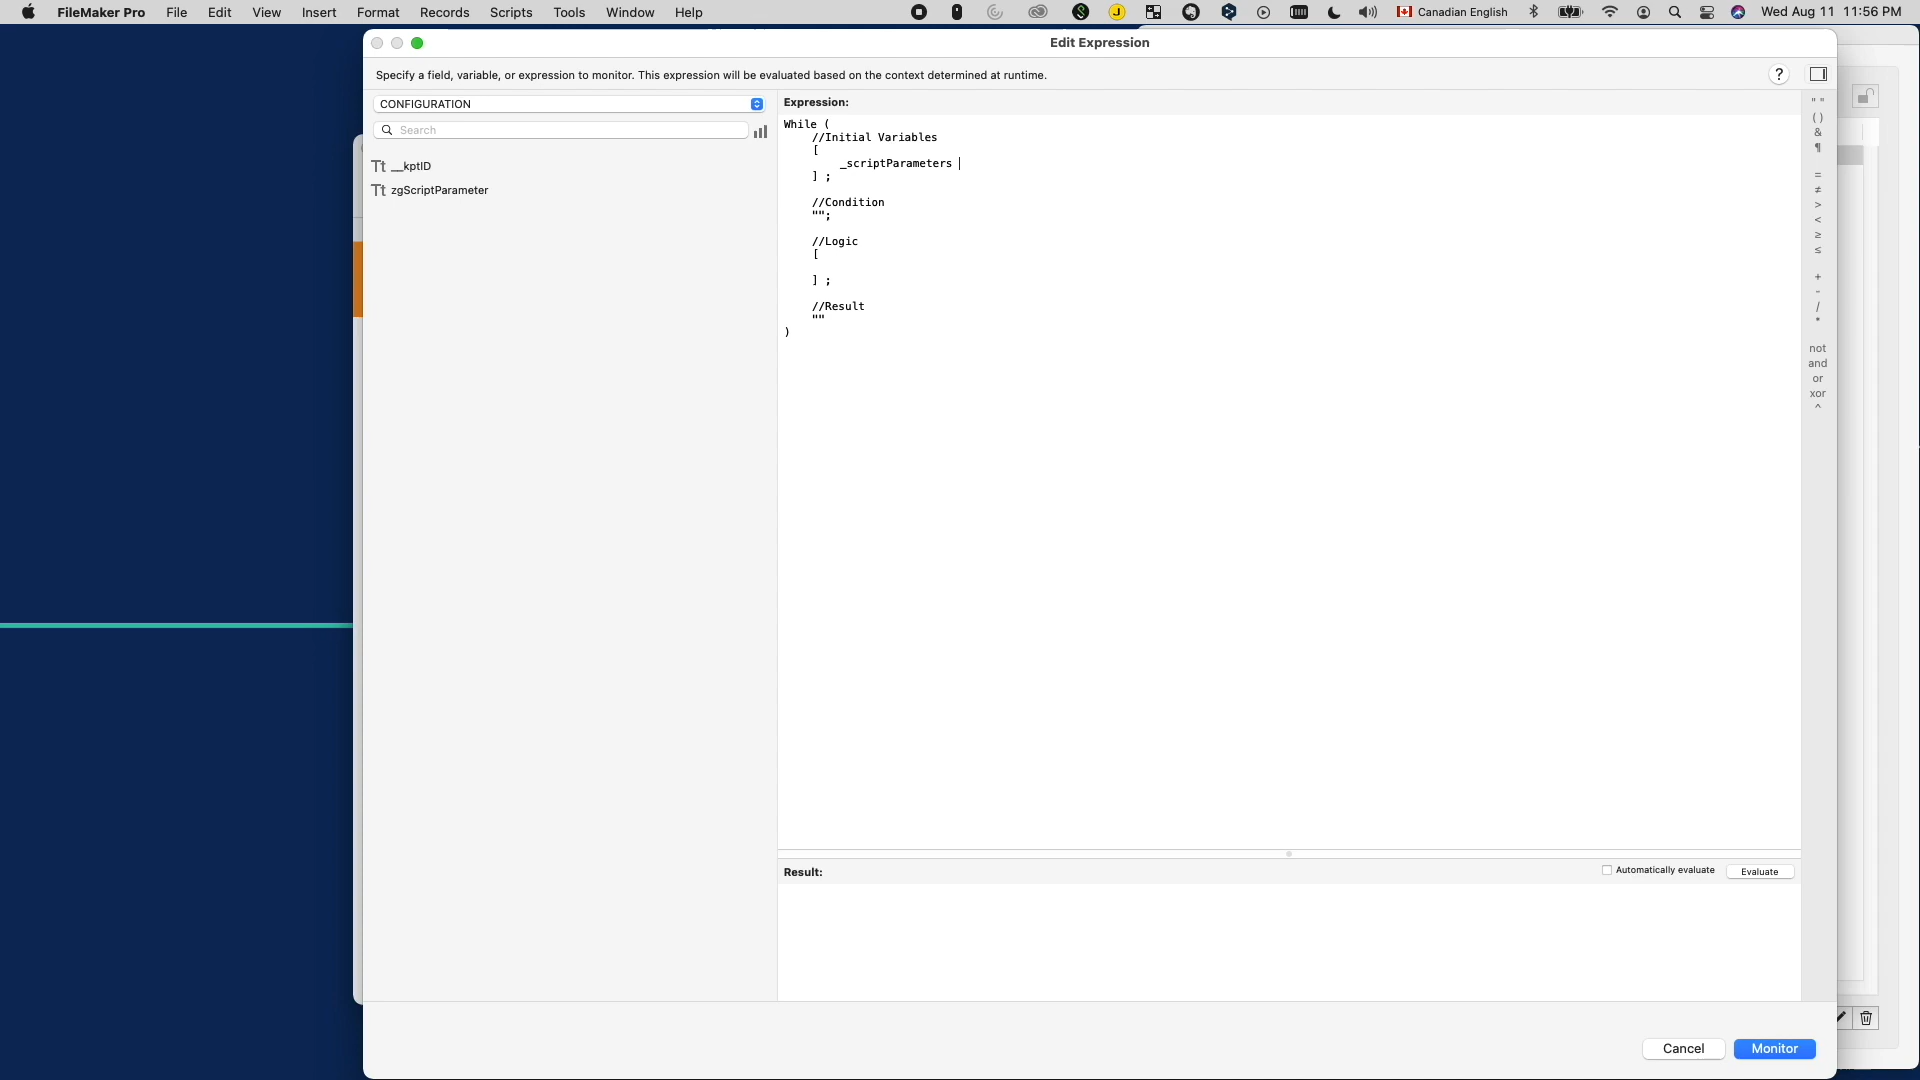 FileMaker Pro File Edit View Insert Format Records Scripts Tools Window Help Canadian English Wed Aug 11 11:56 PM
Edit Expression
Specify a field, variable, or expression to monitor. This expression will be evaluated based on the context determined at runtime. ?
CONFIGURATION
Search
Tt __kptID
Tt zgScriptParameter
Expression:
While (
//Initial Variables
[
_scriptParameters
] ;
//Condition
"";
//Logic
[
] ;
//Result
""
)
" "
( )
&
¶
=
≠
>
<
≥
≤
+
-
/
*
not
and
or
xor
^
Result:
Automatically evaluate Evaluate
Cancel Monitor